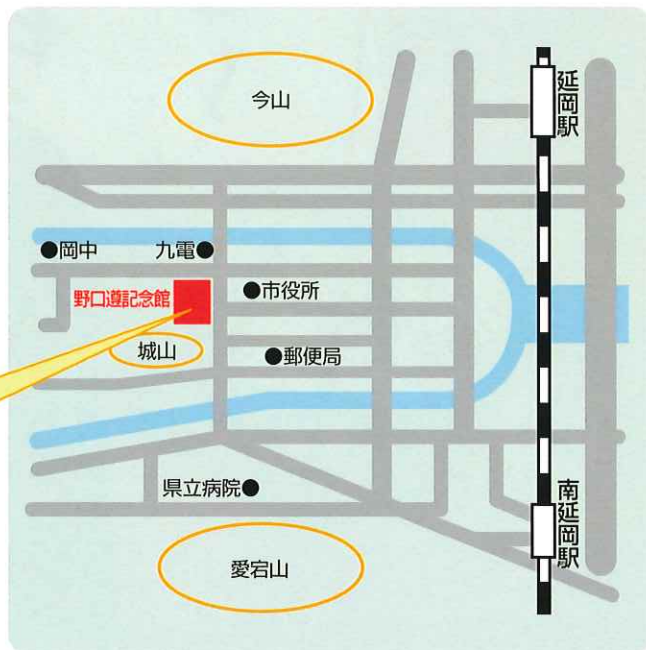 今山
延岡駅
岡中
九電
野口遵記念館
市役所
城山
郵便局
県立病院
南延岡駅
愛宕山